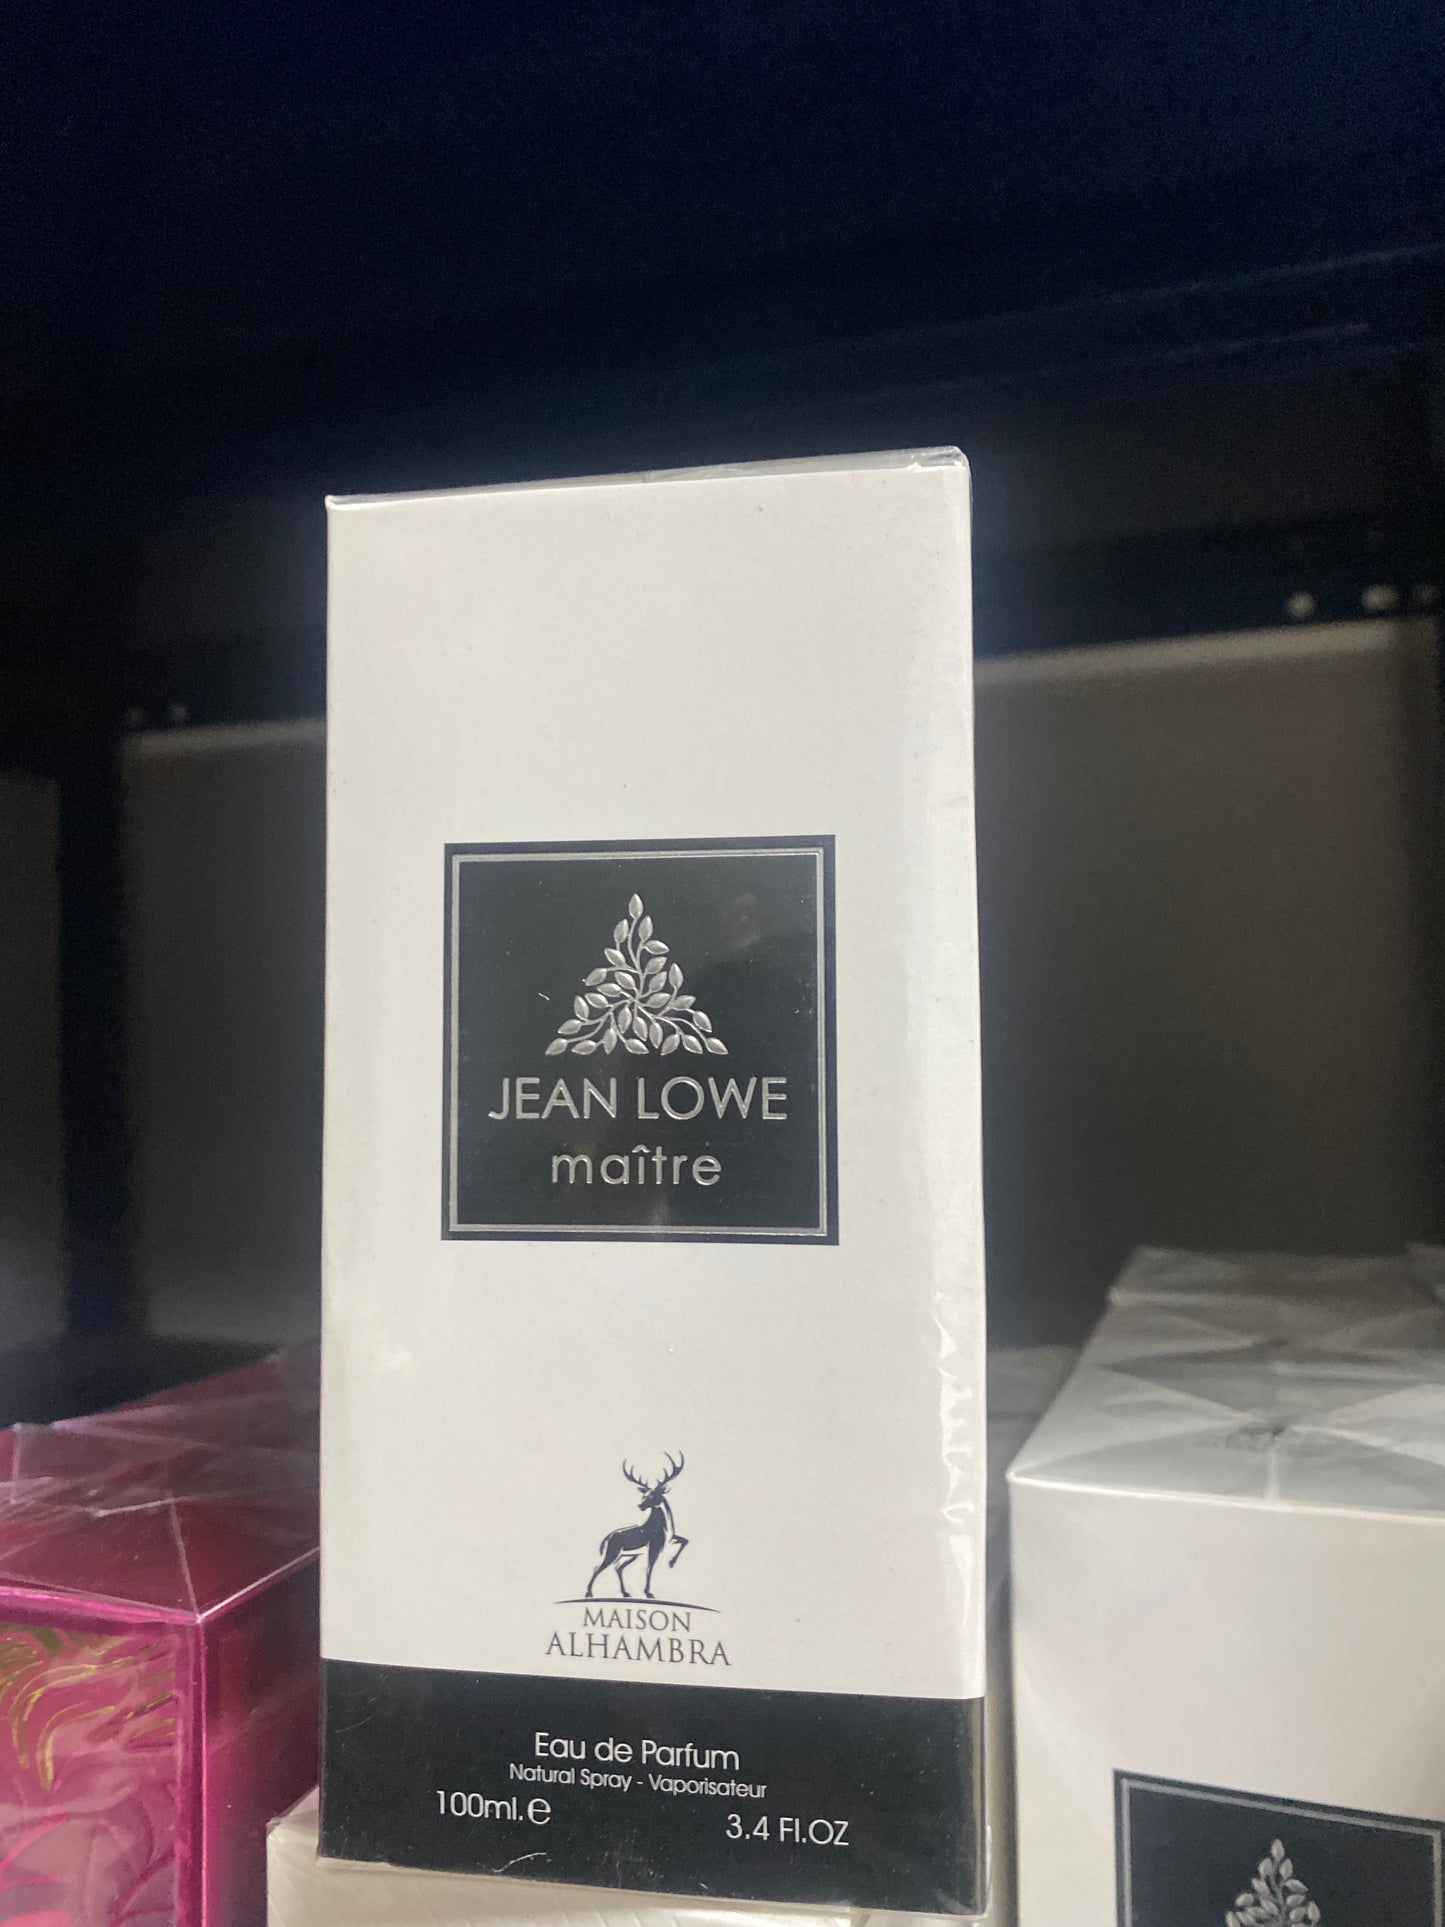 JEAN LOWE
maître
MAISON
ALHAMBRA
Eau de Parfum
Natural Spray - Vaporisateur
100ml.e
3.4 Fl.OZ